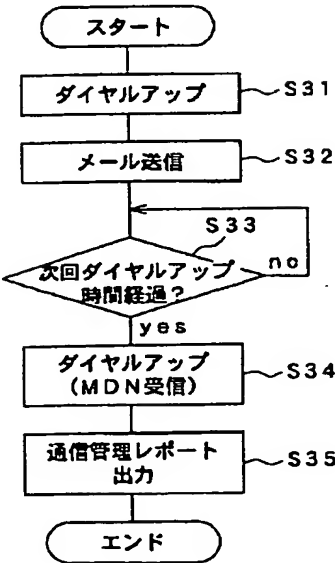 スタート
ダイヤルアップ
S31
メール送信
S32
S33
次回ダイヤルアップ
時間経過？
no
yes
ダイヤルアップ
(MDN受信)
S34
通信管理レポート
出力
S35
エンド